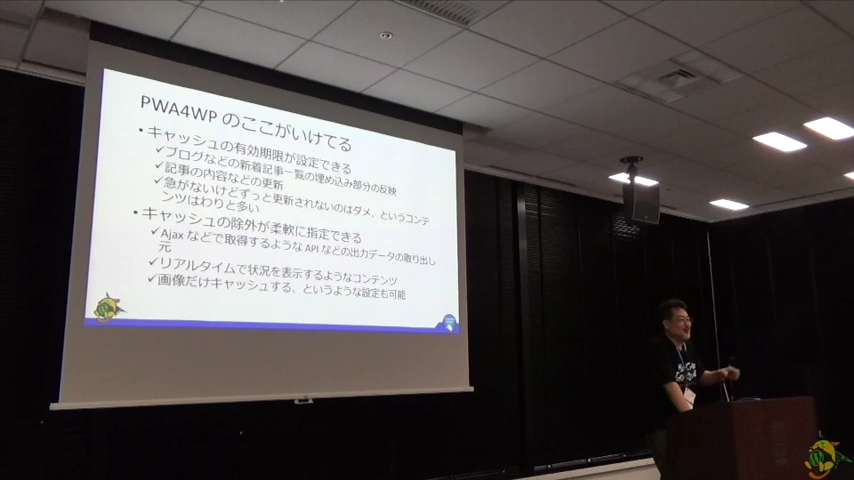 PWA4WP のここがいけてる
• キャッシュの有効期限が設定できる
✓ブログなどの新着記事一覧の埋め込み部分の反映
✓記事の内容などの更新
✓急がないけどずっと更新されないのはダメ、というコンテ
ンツはわりと多い
• キャッシュの除外が柔軟に指定できる
✓Ajax などで取得するような API などの出力データの取り出し
元
✓リアルタイムで状況を表示するようなコンテンツ
✓画像だけキャッシュする、というような設定も可能